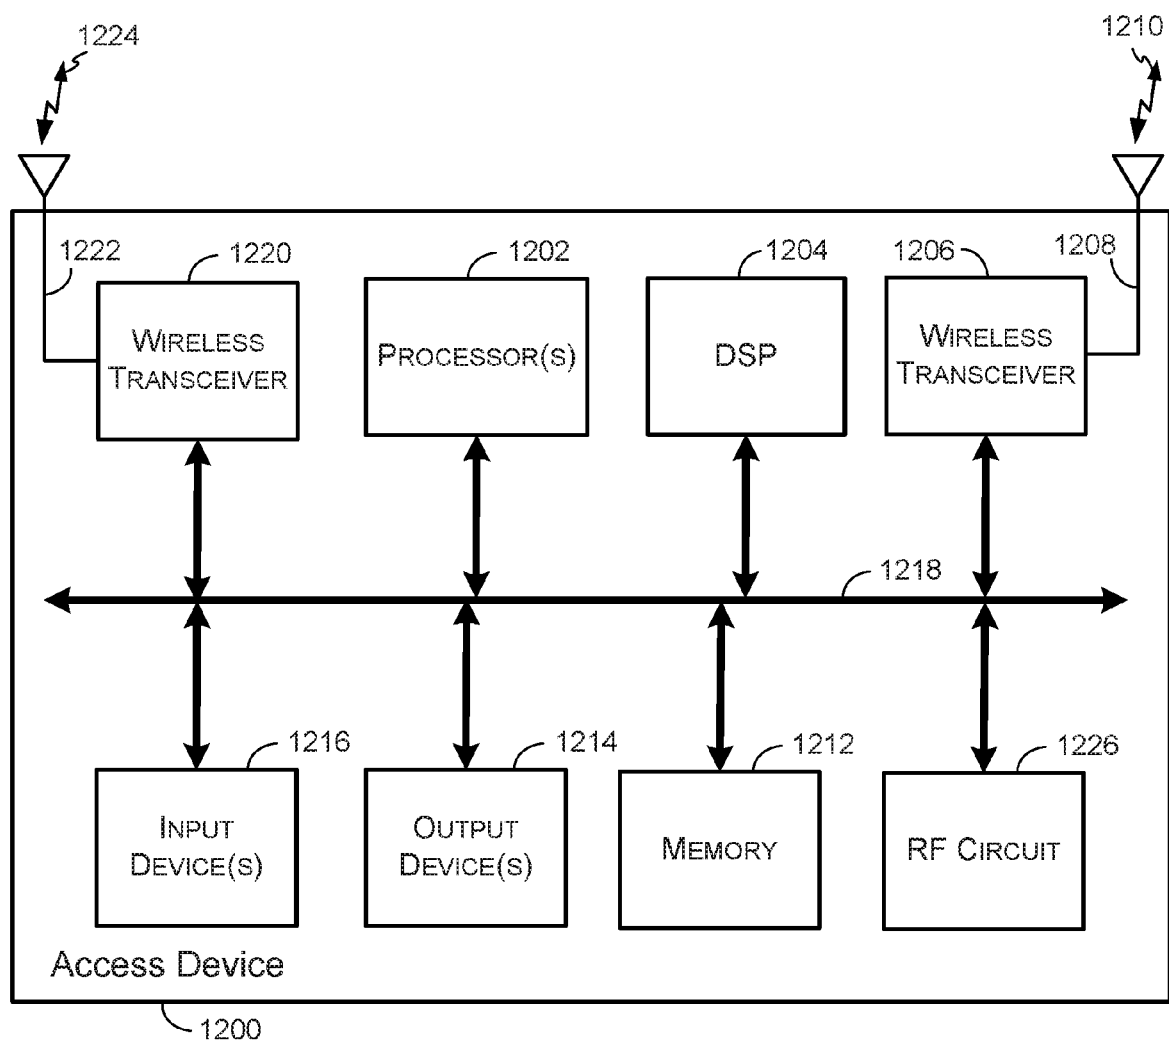 1224
1210
1222
1220
1202
1204
1206
1208
WIRELESS
TRANSCEIVER
PROCESSOR(S)
DSP
WIRELESS
TRANSCEIVER
1218
1216
1214
1212
1226
INPUT
DEVICE(S)
OUTPUT
DEVICE(S)
MEMORY
RF CIRCUIT
Access Device
1200